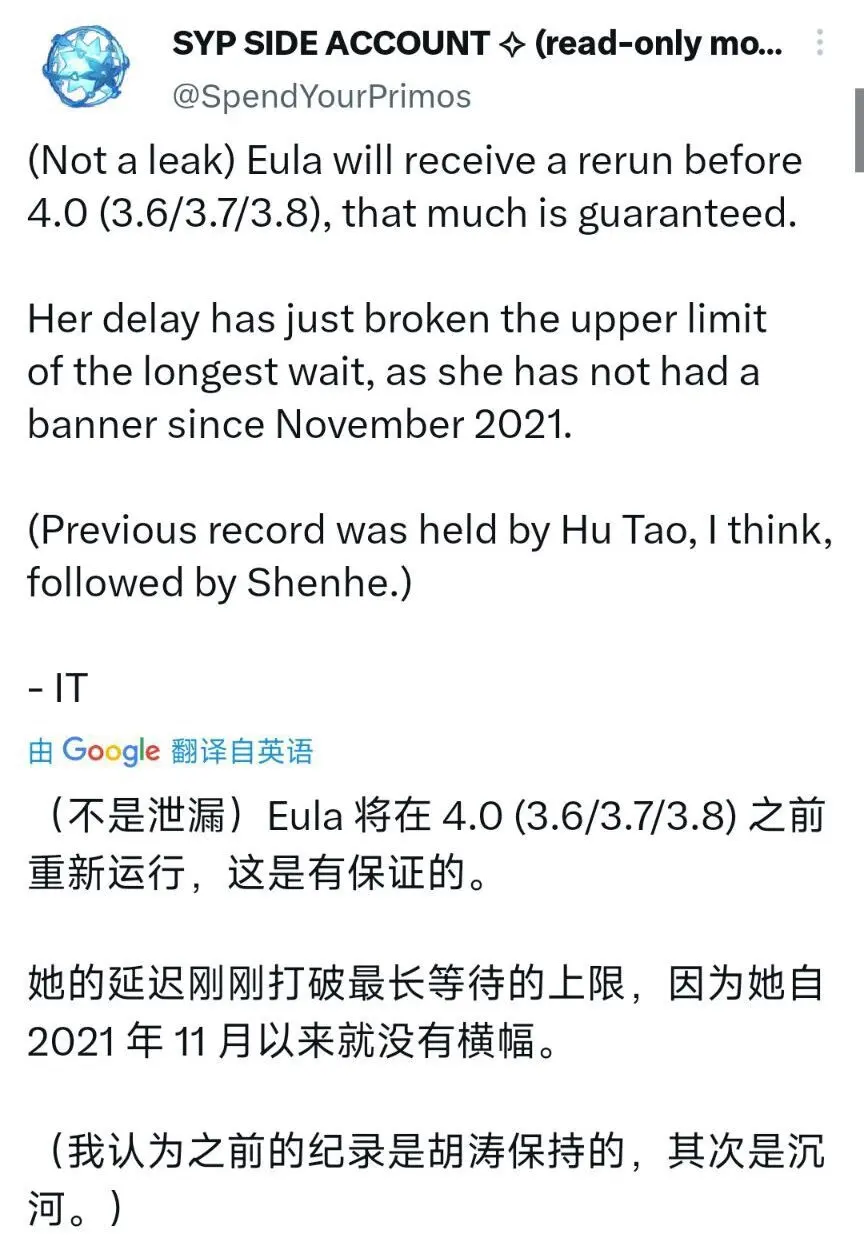 SYP SIDE ACCOUNT ✧ (read-only mo...
@SpendYourPrimos
(Not a leak) Eula will receive a rerun before
4.0 (3.6/3.7/3.8), that much is guaranteed.
Her delay has just broken the upper limit
of the longest wait, as she has not had a
banner since November 2021.
(Previous record was held by Hu Tao, I think,
followed by Shenhe.)
- IT
由 Google 翻译自英语
（不是泄漏）Eula 将在 4.0 (3.6/3.7/3.8) 之前
重新运行，这是有保证的。
她的延迟刚刚打破最长等待的上限，因为她自
2021 年 11 月以来就没有横幅。
（我认为之前的纪录是胡涛保持的，其次是沉
河。）